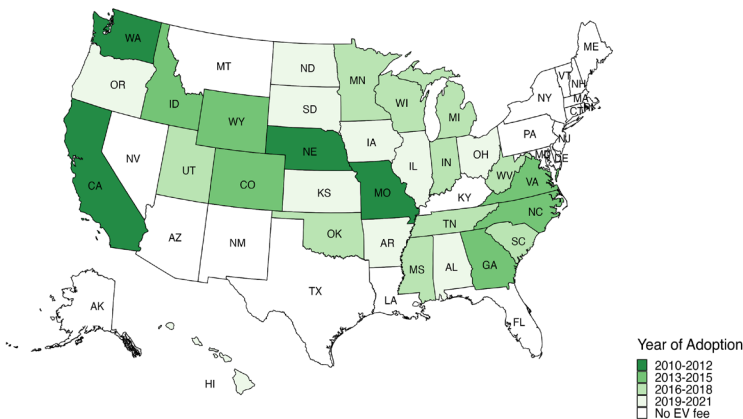 WA
ME
MT
ND
VT
NH
OR
MN
ID
SD
WI
NY
MA
MI
CT
RI
WY
IA
PA
NJ
NE
OH
MD
DE
NV
IL
IN
UT
WV
CO
VA
CA
KS
MO
KY
NC
TN
OK
AZ
NM
AR
SC
MS
AL
GA
TX
LA
AK
FL
HI
Year of Adoption
2010-2012
2013-2015
2016-2018
2019-2021
No EV fee